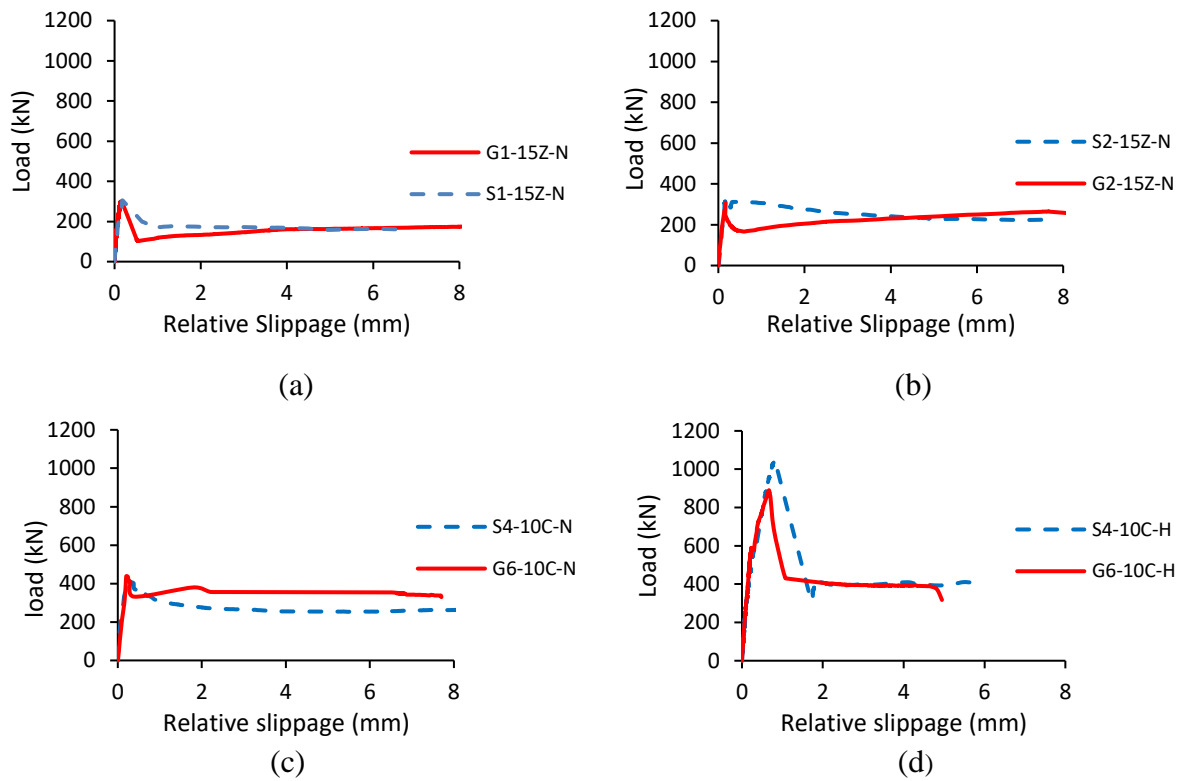 1200
1000
800
600
400
200
0
Load (kN)
0 2 4 6 8
Relative Slippage (mm)
G1-15Z-N
S1-15Z-N
(a)
1200
1000
800
600
400
200
0
Load (kN)
0 2 4 6 8
Relative Slippage (mm)
S2-15Z-N
G2-15Z-N
(b)
1200
1000
800
600
400
200
0
load (kN)
0 2 4 6 8
Relative slippage (mm)
S4-10C-N
G6-10C-N
(c)
1200
1000
800
600
400
200
0
Load (kN)
0 2 4 6 8
Relative slippage (mm)
S4-10C-H
G6-10C-H
(d)